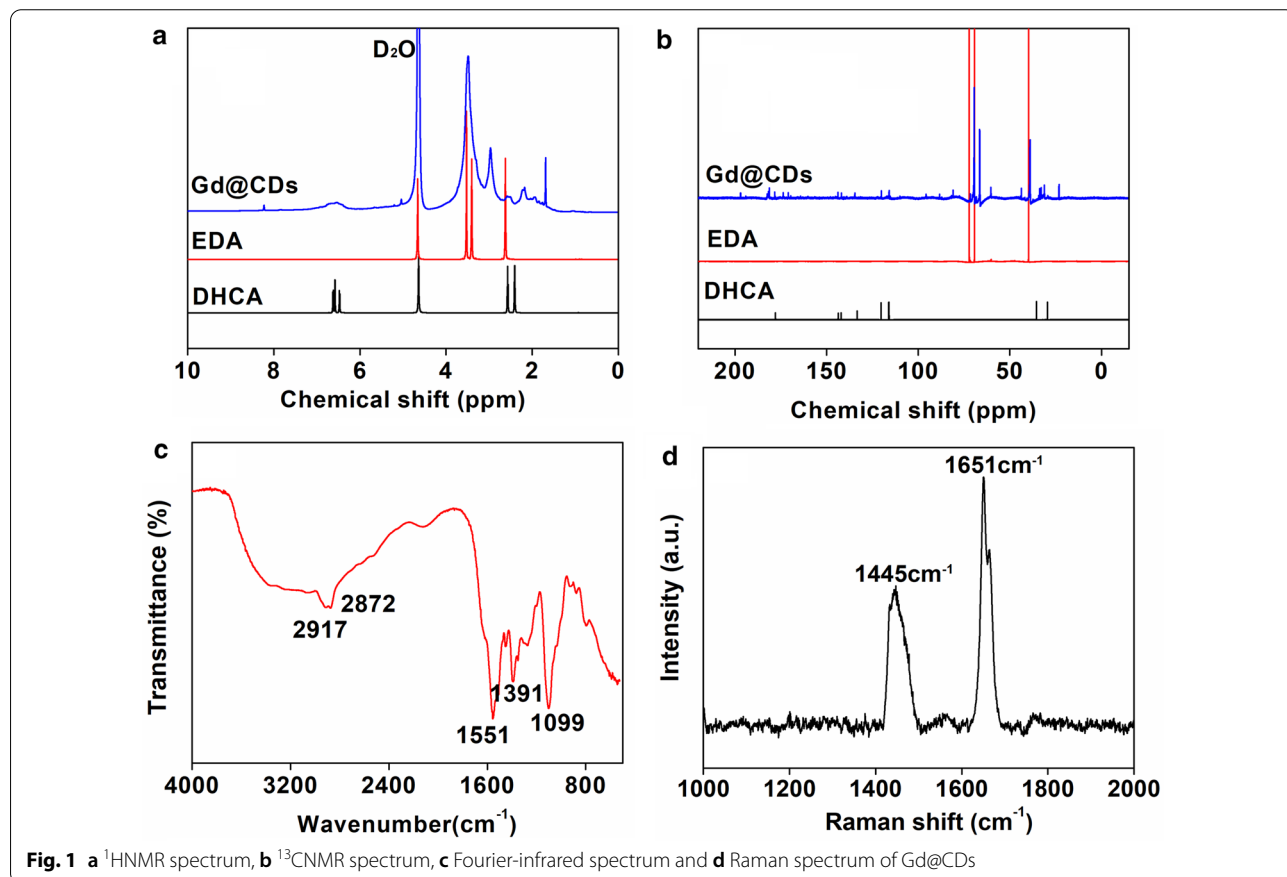 a
D₂O
Gd@CDs
EDA
DHCA
10 8 6 4 2 0
Chemical shift (ppm)
b
Gd@CDs
EDA
DHCA
200 150 100 50 0
Chemical shift (ppm)
c
Transmittance (%)
2917
2872
1551
1391
1099
4000 3200 2400 1600 800
Wavenumber(cm⁻¹)
d
Intensity (a.u.)
1445cm⁻¹
1651cm⁻¹
1000 1200 1400 1600 1800 2000
Raman shift (cm⁻¹)
Fig. 1 a ¹HNMR spectrum, b ¹³CNMR spectrum, c Fourier-infrared spectrum and d Raman spectrum of Gd@CDs